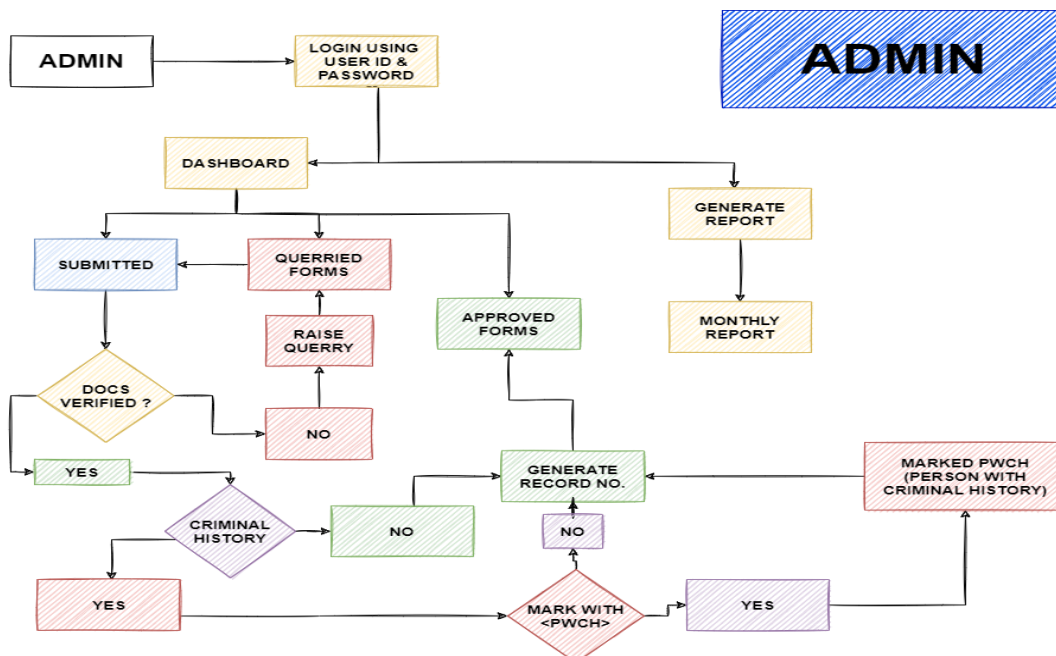 ADMIN
LOGIN USING
USER ID &
PASSWORD
ADMIN
DASHBOARD
GENERATE
REPORT
SUBMITTED
QUERRIED
FORMS
APPROVED
FORMS
MONTHLY
REPORT
RAISE
QUERRY
DOCS
VERIFIED ?
NO
YES
GENERATE
RECORD NO.
MARKED PWCH
(PERSON WITH
CRIMINAL HISTORY)
CRIMINAL
HISTORY
NO
NO
YES
MARK WITH
<PWCH>
YES